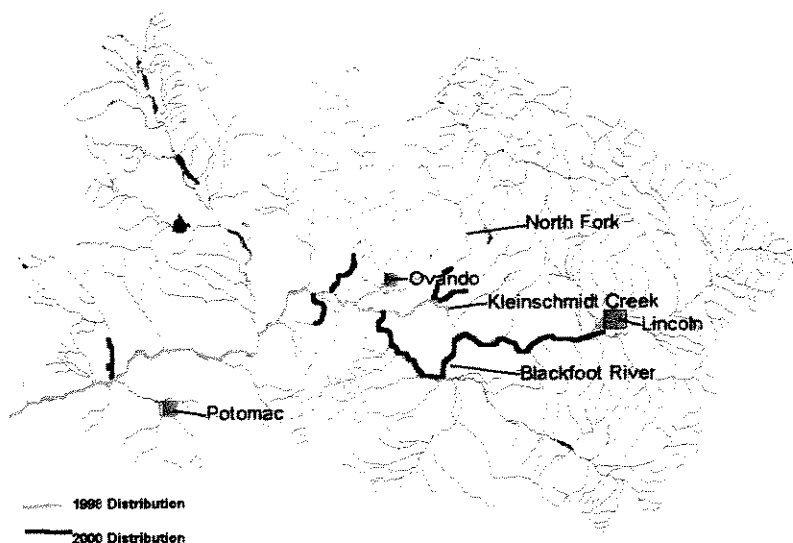 North Fork
Ovando
Kleinschmidt Creek
Lincoln
Blackfoot River
Potomac
1998 Distribution
2000 Distribution